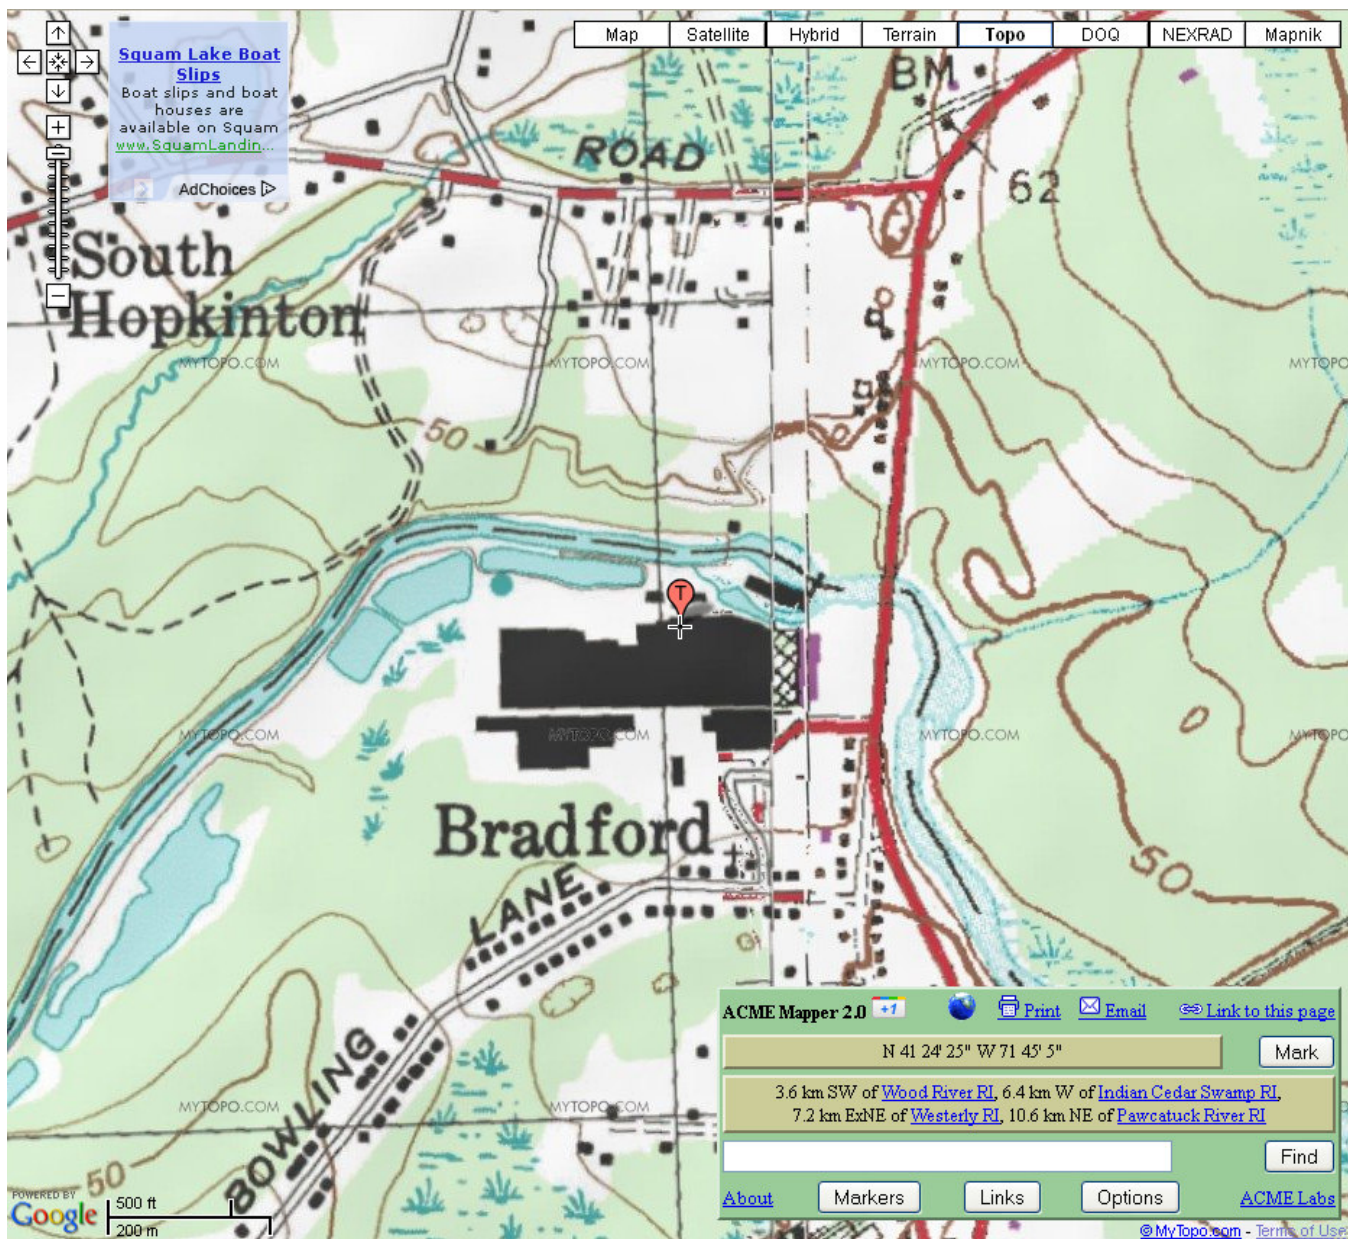 Map
Satellite
Hybrid
Terrain
Topo
DOQ
NEXRAD
Mapnik
Squam Lake Boat
Slips
Boat slips and boat
houses are
available on Squam
www.SquamLandin...
AdChoices
BM
ROAD
62
South
Hopkinton
MYTOPO.COM
MYTOPO.COM
MYTOPO.COM
MYTOPO
50
T
MYTOPO.COM
MYTOPO.COM
MYTOPO.COM
MYTOPO
Bradford
50
LANE
BOWLING
MYTOPO.COM
MYTOPO.COM
50
POWERED BY
Google
500 ft
200 m
ACME Mapper 2.0
+1
Print
Email
Link to this page
N 41 24' 25" W 71 45' 5"
Mark
3.6 km SW of Wood River RI, 6.4 km W of Indian Cedar Swamp RI,
7.2 km ExNE of Westerly RI, 10.6 km NE of Pawcatuck River RI
Find
About
Markers
Links
Options
ACME Labs
© MyTopo.com - Terms of Use